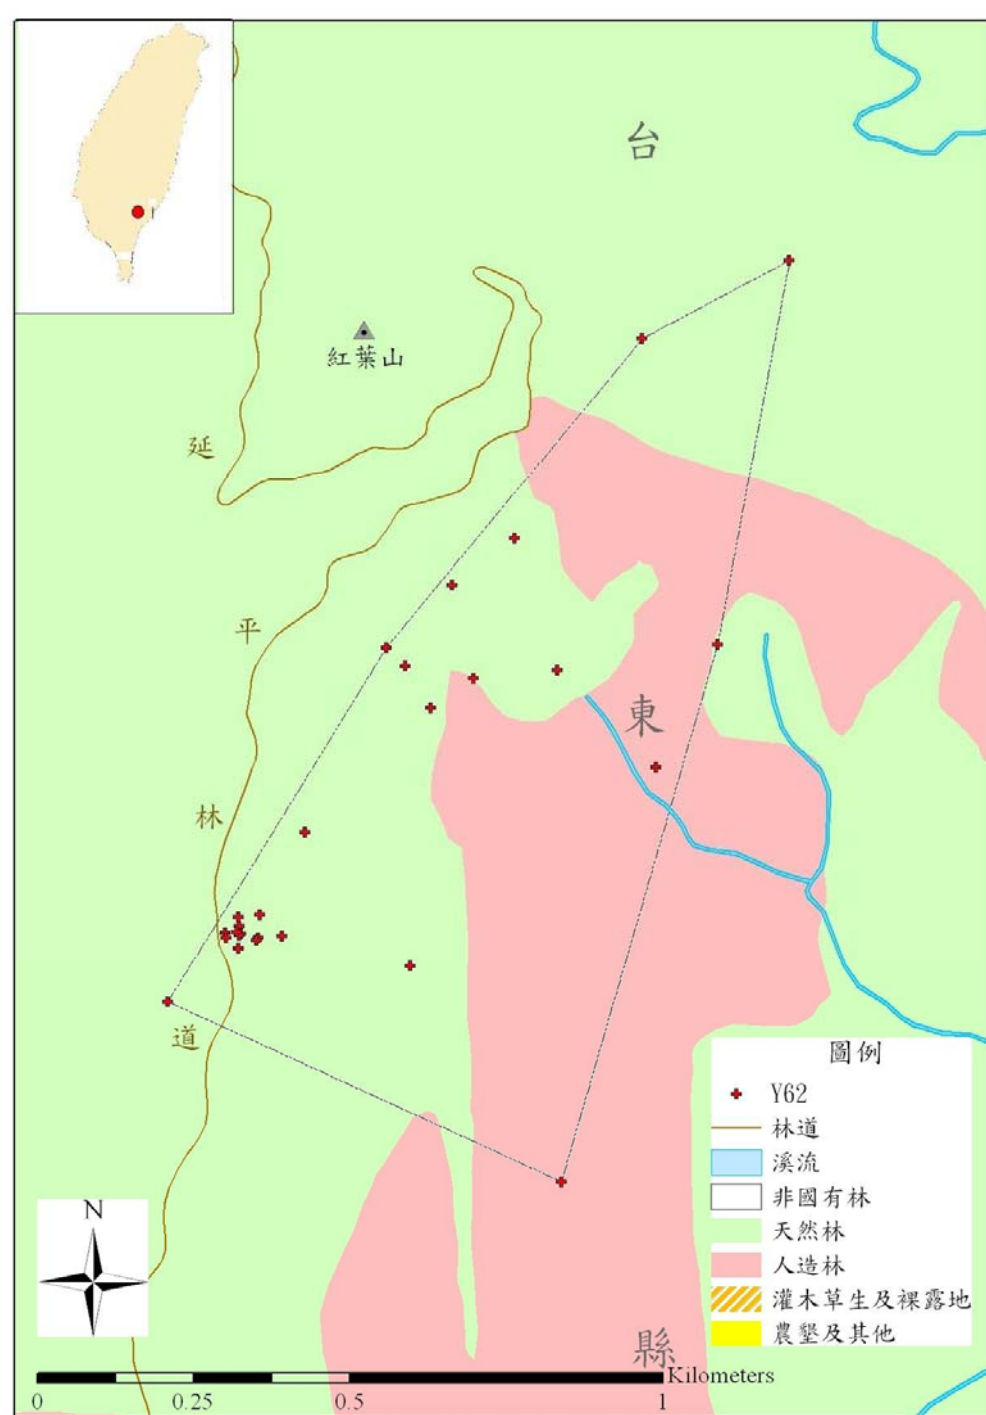 台
紅葉山
延
平
東
林
道
縣
圖例
Y62
林道
溪流
非國有林
天然林
人造林
灌木草生及裸露地
農墾及其他
N
Kilometers
0 0.25 0.5 1